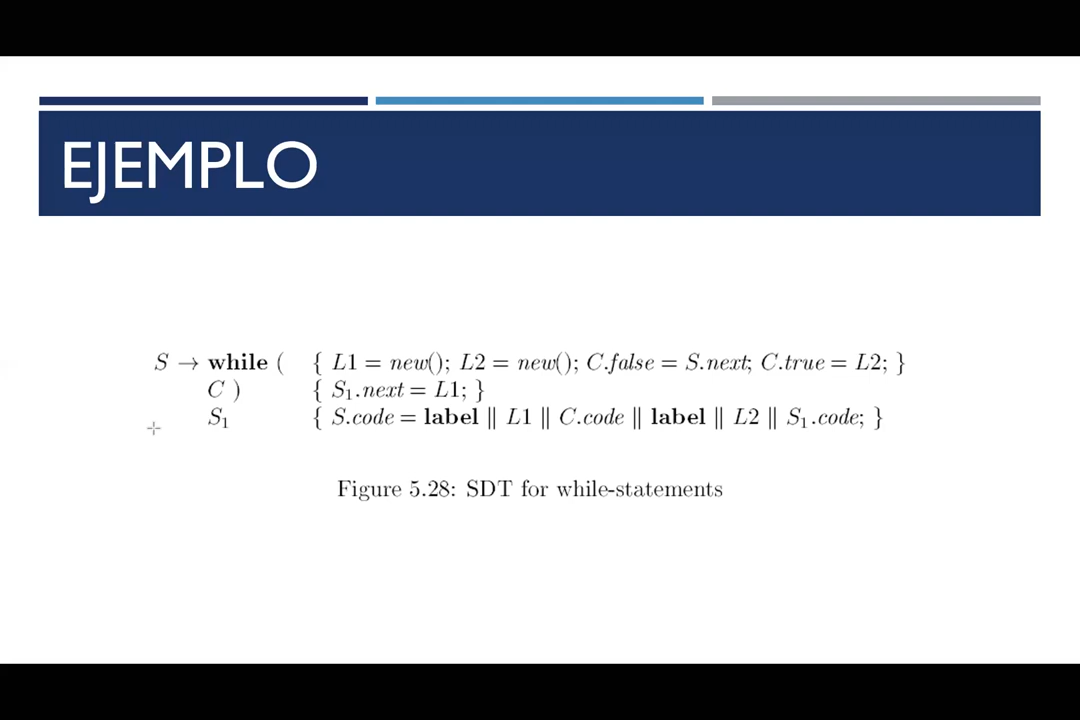 EJEMPLO
S → while ( { L1 = new(); L2 = new(); C.false = S.next; C.true = L2; }
C ) { S₁.next = L1; }
S₁ { S.code = label || L1 || C.code || label || L2 || S₁.code; }
Figure 5.28: SDT for while-statements